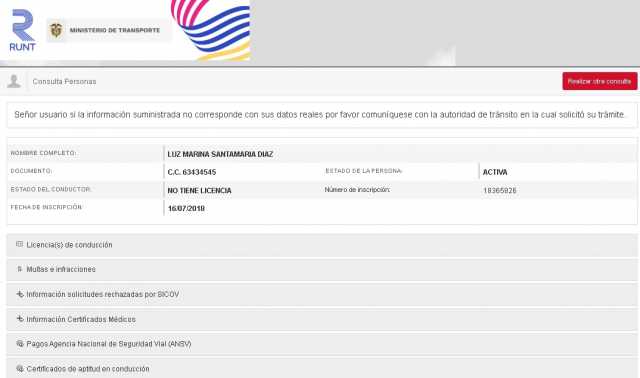 RUNT
MINISTERIO DE TRANSPORTE
Consulta Personas
Realizar otra consulta
Señor usuario si la información suministrada no corresponde con sus datos reales por favor comuníquese con la autoridad de tránsito en la cual solicitó su trámite.
NOMBRE COMPLETO: LUZ MARINA SANTAMARIA DIAZ
DOCUMENTO: C.C. 63434545 ESTADO DE LA PERSONA: ACTIVA
ESTADO DEL CONDUCTOR: NO TIENE LICENCIA Número de inscripción: 18365826
FECHA DE INSCRIPCIÓN: 16/07/2018
Licencia(s) de conducción
Multas e infracciones
Información solicitudes rechazadas por SICOV
Información Certificados Médicos
Pagos Agencia Nacional de Seguridad Vial (ANSV)
Certificados de aptitud en conducción